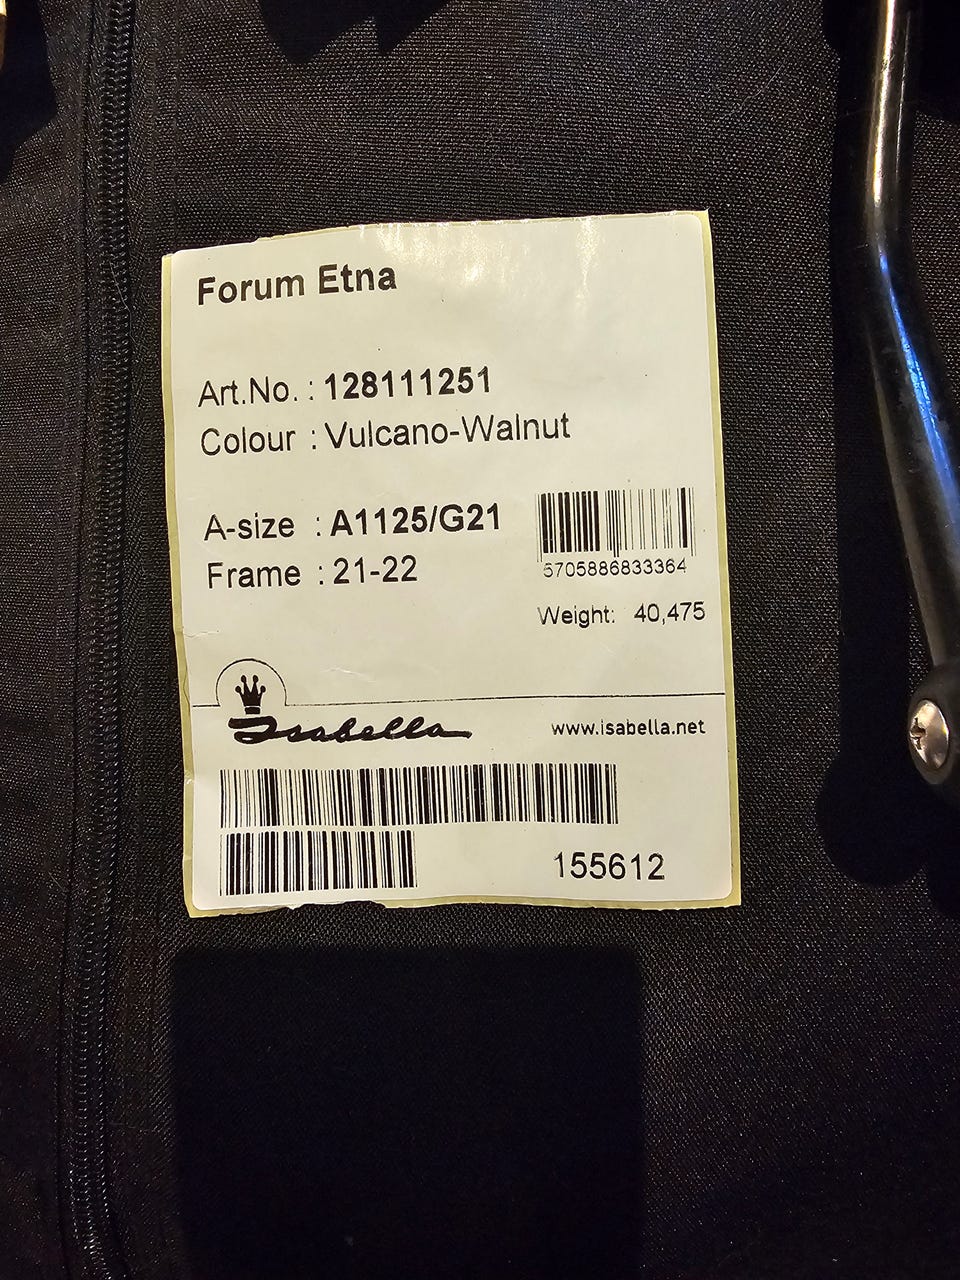 Forum Etna
Art.No. : 128111251
Colour : Vulcano-Walnut
A-size : A1125/G21
Frame : 21-22
5705886833364
Weight: 40,475
Isabella
www.isabella.net
155612